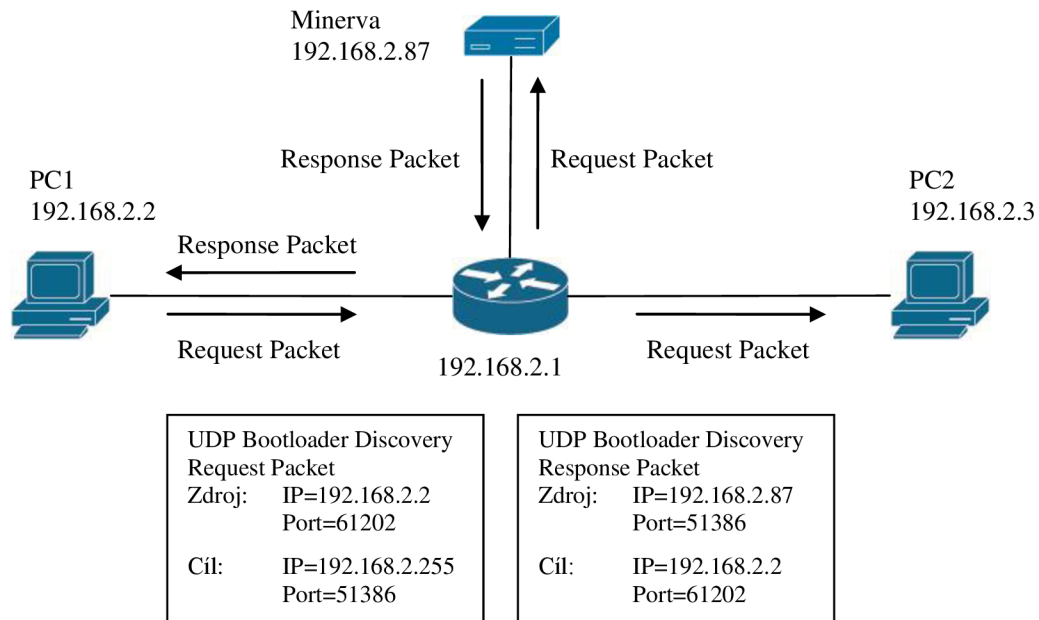 Minerva
192.168.2.87
Response Packet
Request Packet
PC1
192.168.2.2
PC2
192.168.2.3
Response Packet
Request Packet
Request Packet
192.168.2.1
UDP Bootloader Discovery
Request Packet
Zdroj: IP=192.168.2.2
Port=61202
Cíl: IP=192.168.2.255
Port=51386
UDP Bootloader Discovery
Response Packet
Zdroj: IP=192.168.2.87
Port=51386
Cíl: IP=192.168.2.2
Port=61202